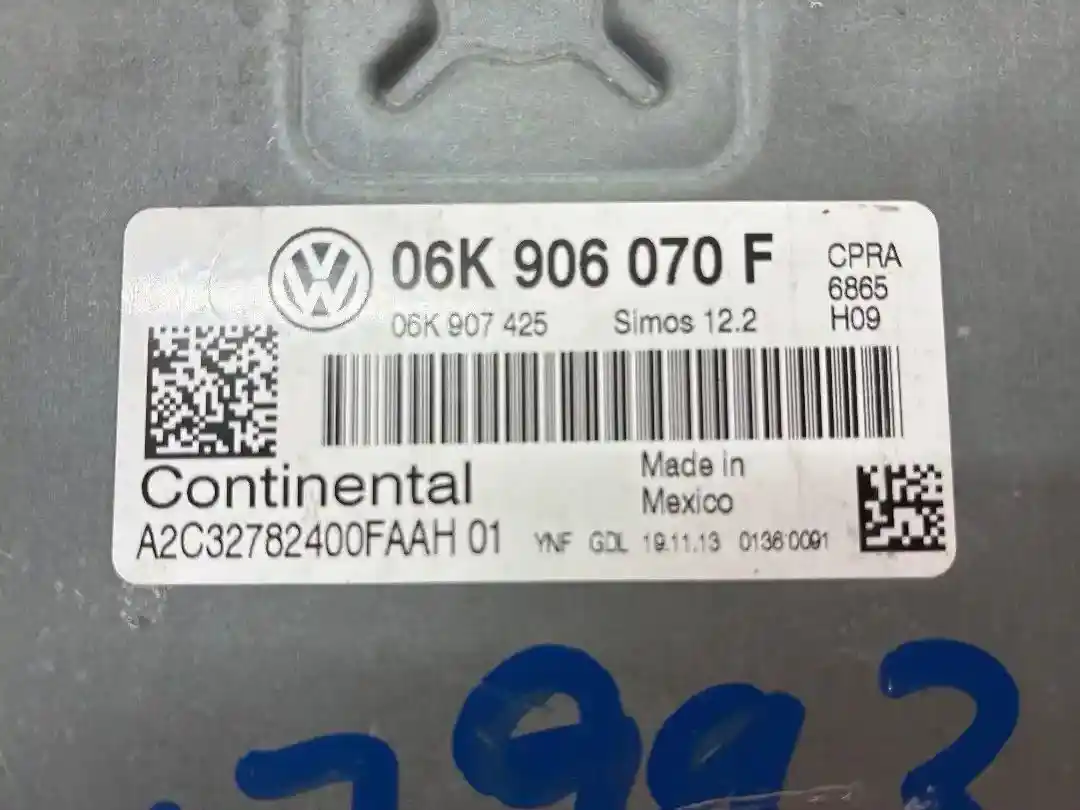 06K 906 070 F
CPRA
6865
H09
06K 907 425 Simos 12.2
Continental
Made in
Mexico
A2C32782400FAAH 01 YNF GDL 19.11.13 0136 0091
7992